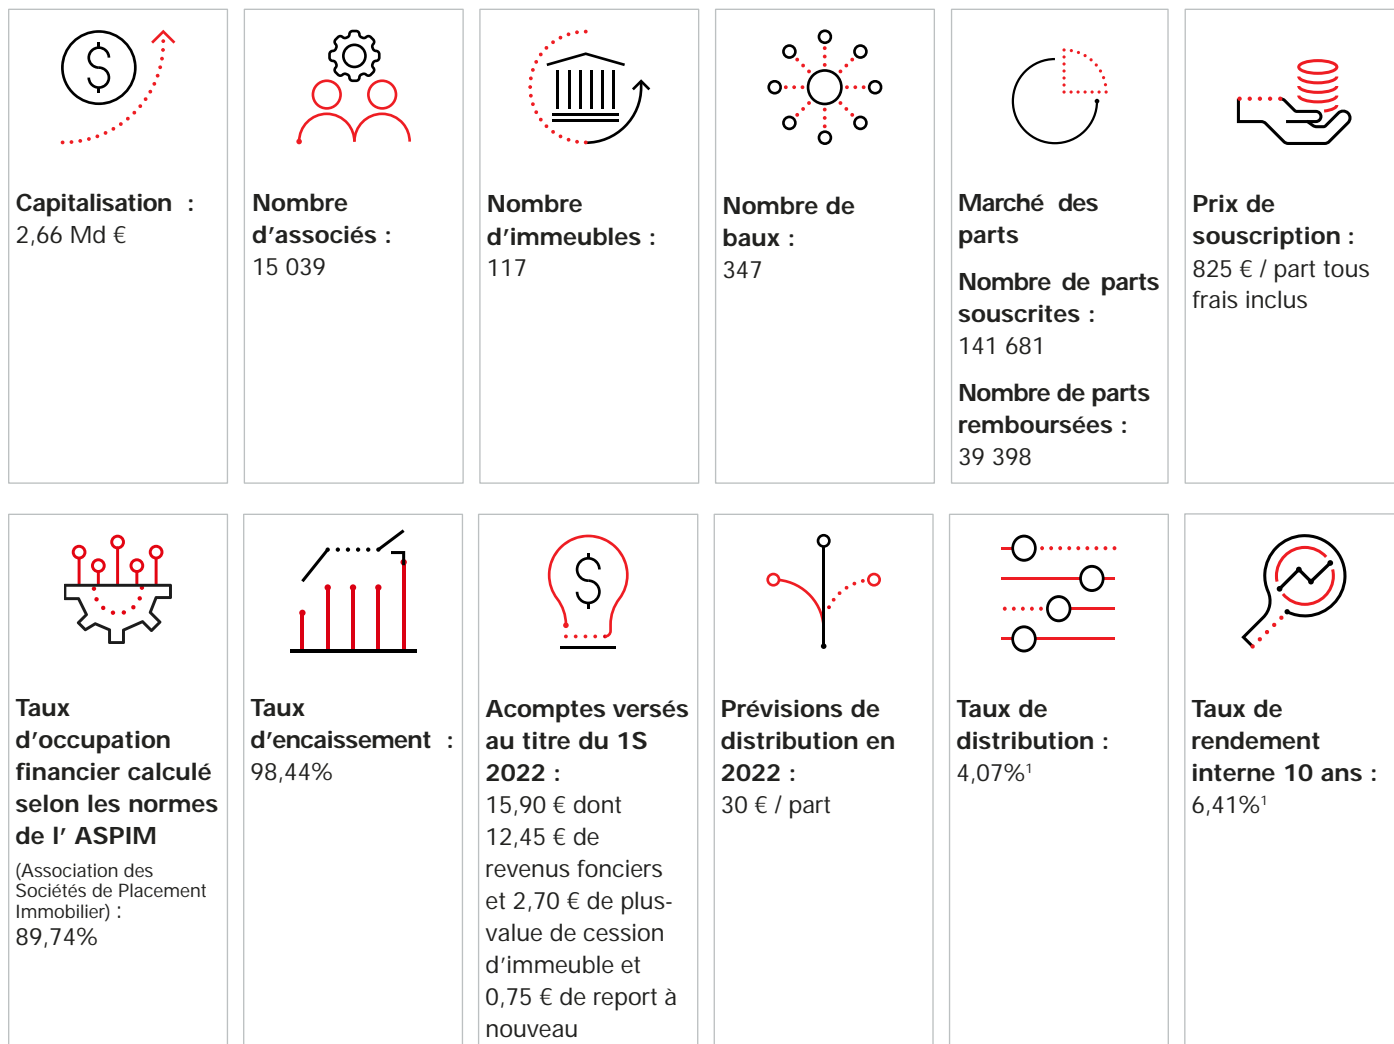 Capitalisation :
2,66 Md €
Nombre
d'associés :
15 039
Nombre
d'immeubles :
117
Nombre de
baux :
347
Marché des
parts
Nombre de parts
souscrites :
141 681
Nombre de parts
remboursées :
39 398
Prix de
souscription :
825 € / part tous
frais inclus
Taux
d'occupation
financier calculé
selon les normes
de l' ASPIM
(Association des
Sociétés de Placement
Immobilier) :
89,74%
Taux
d'encaissement :
98,44%
Acomptes versés
au titre du 1S
2022 :
15,90 € dont
12,45 € de
revenus fonciers
et 2,70 € de plus-
value de cession
d'immeuble et
0,75 € de report à
nouveau
Prévisions de
distribution en
2022 :
30 € / part
Taux de
distribution :
4,07%¹
Taux de
rendement
interne 10 ans :
6,41%¹